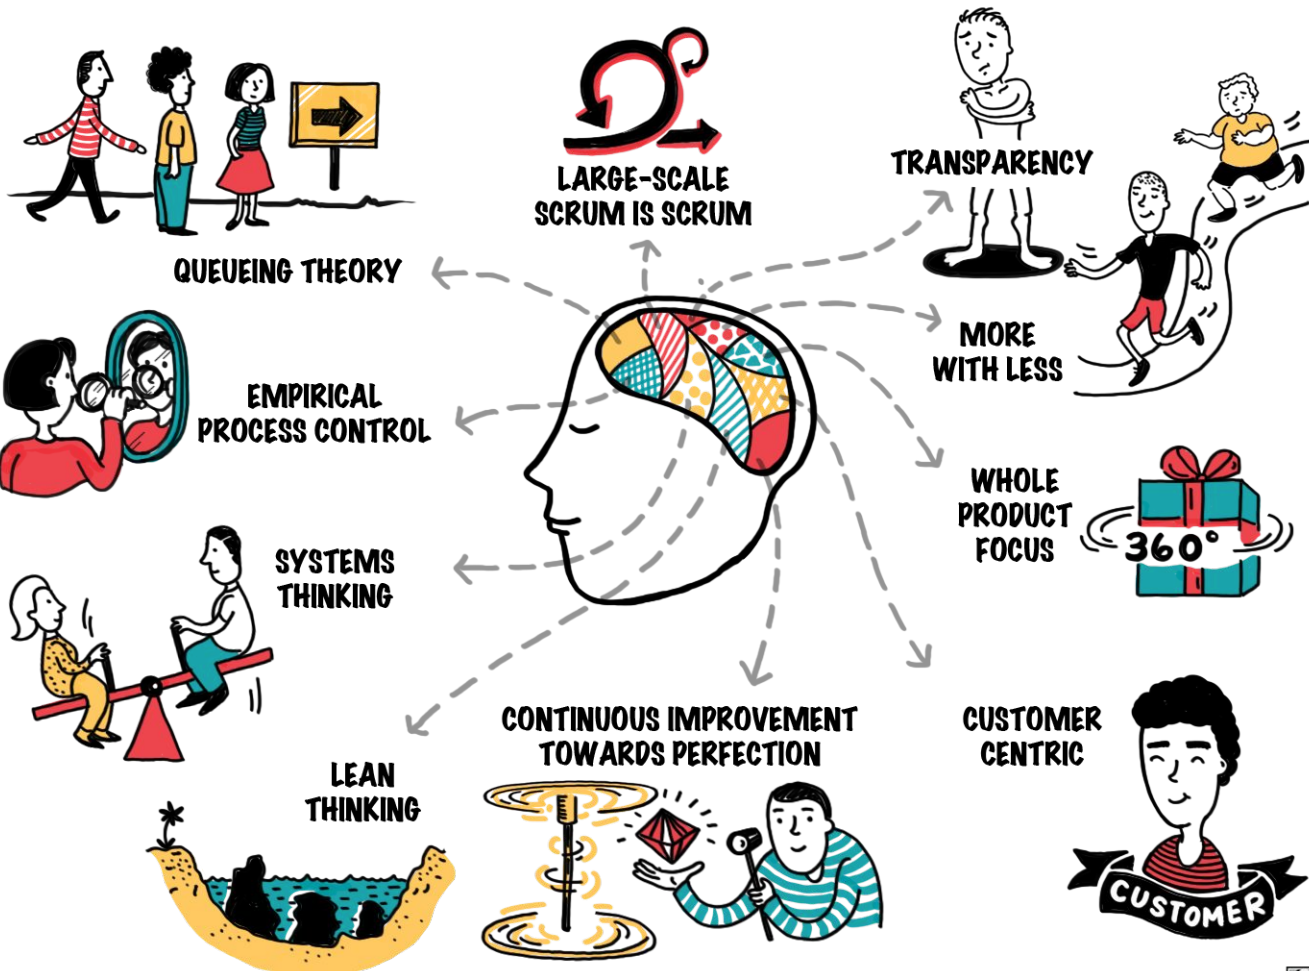 LARGE-SCALE
SCRUM IS SCRUM
TRANSPARENCY
QUEUEING THEORY
MORE
WITH LESS
EMPIRICAL
PROCESS CONTROL
WHOLE
PRODUCT
FOCUS
360°
SYSTEMS
THINKING
CONTINUOUS IMPROVEMENT
TOWARDS PERFECTION
CUSTOMER
CENTRIC
LEAN
THINKING
CUSTOMER